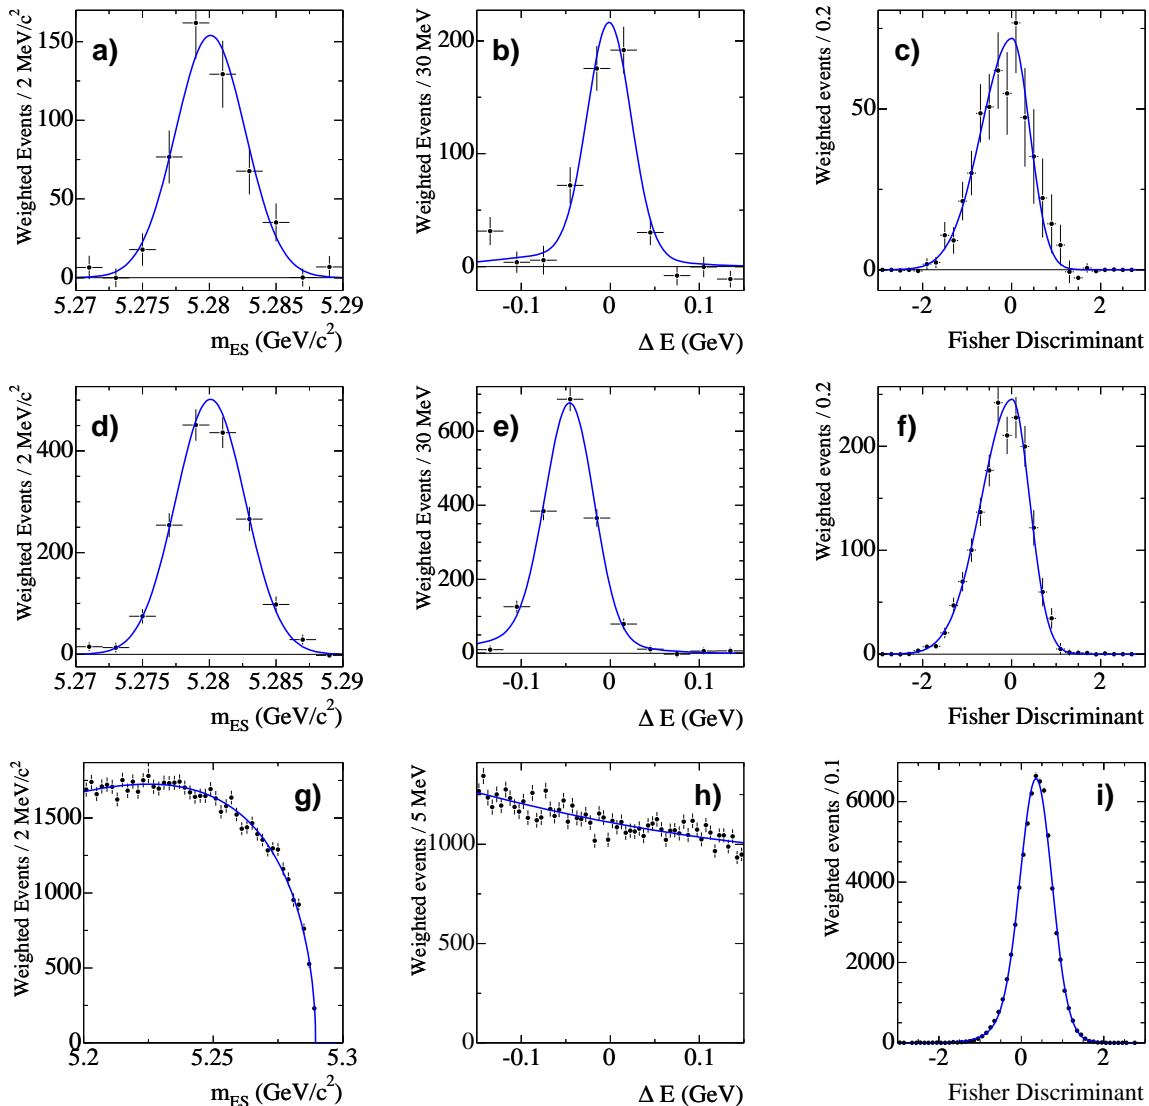 a)
Weighted Events / 2 MeV/c²
150
100
50
0
5.27 5.275 5.28 5.285 5.29
m_ES (GeV/c²)
b)
Weighted Events / 30 MeV
200
100
0
-0.1 0 0.1
Δ E (GeV)
c)
Weighted events / 0.2
50
0
-2 0 2
Fisher Discriminant
d)
Weighted Events / 2 MeV/c²
400
200
0
5.27 5.275 5.28 5.285 5.29
m_ES (GeV/c²)
e)
Weighted Events / 30 MeV
600
400
200
0
-0.1 0 0.1
Δ E (GeV)
f)
Weighted events / 0.2
200
100
0
-2 0 2
Fisher Discriminant
g)
Weighted Events / 2 MeV/c²
1500
1000
500
0
5.2 5.25 5.3
m_ES (GeV/c²)
h)
Weighted events / 5 MeV
1000
500
0
-0.1 0 0.1
Δ E (GeV)
i)
Weighted events / 0.1
6000
4000
2000
0
-2 0 2
Fisher Discriminant